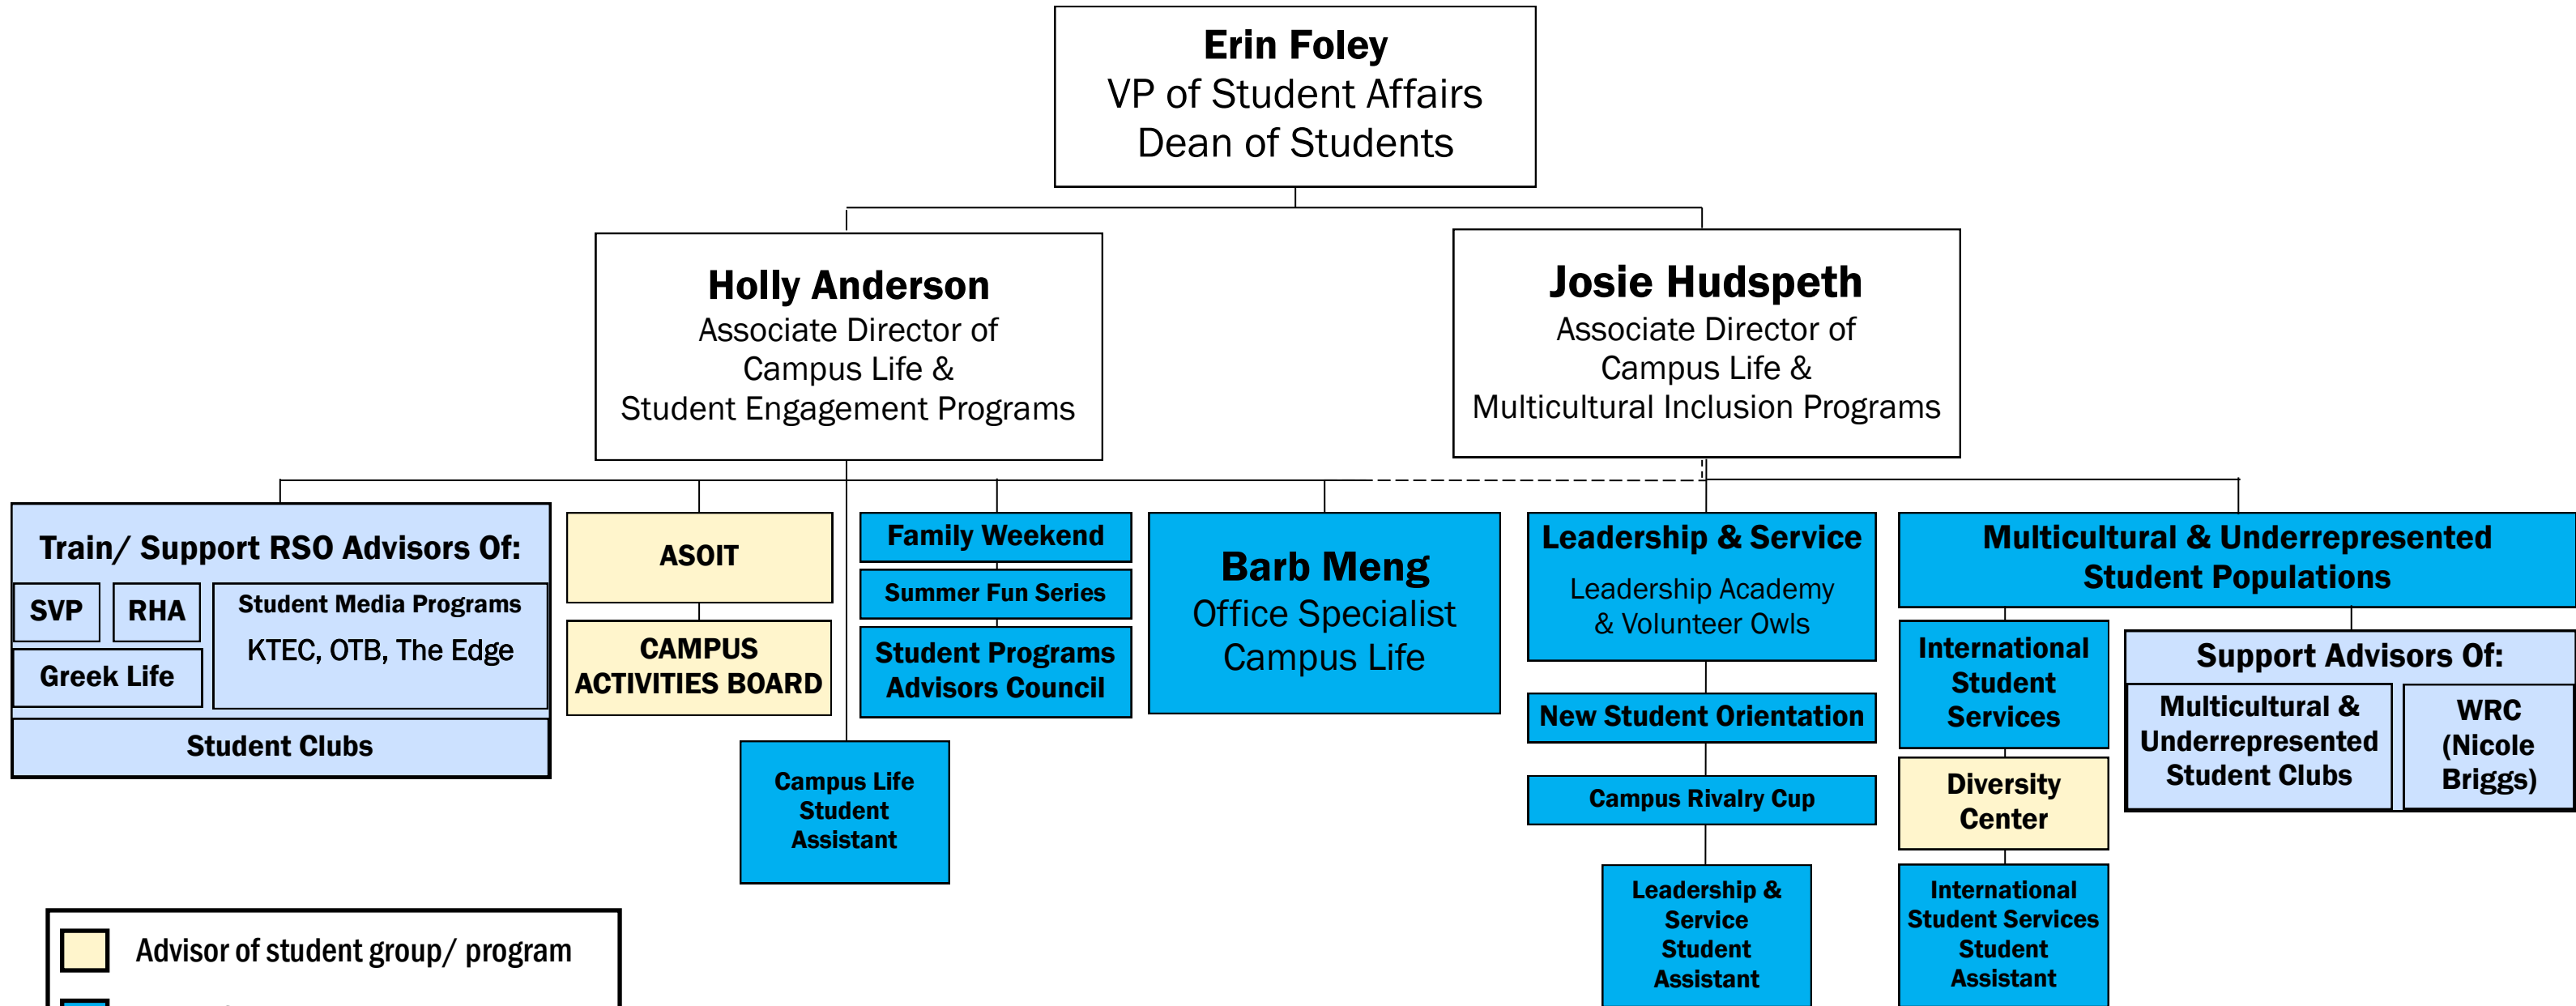 Erin Foley
VP of Student Affairs
Dean of Students
Holly Anderson
Associate Director of
Campus Life &
Student Engagement Programs
Josie Hudspeth
Associate Director of
Campus Life &
Multicultural Inclusion Programs
Train/ Support RSO Advisors Of:
SVP
RHA
Student Media Programs
KTEC, OTB, The Edge
Greek Life
Student Clubs
ASOIT
CAMPUS
ACTIVITIES BOARD
Campus Life
Student
Assistant
Family Weekend
Summer Fun Series
Student Programs
Advisors Council
Barb Meng
Office Specialist
Campus Life
Leadership & Service
Leadership Academy
& Volunteer Owls
New Student Orientation
Campus Rivalry Cup
Leadership &
Service
Student
Assistant
Multicultural & Underrepresented
Student Populations
International
Student
Services
Diversity
Center
International
Student Services
Student
Assistant
Support Advisors Of:
Multicultural &
Underrepresented
Student Clubs
WRC
(Nicole
Briggs)
Advisor of student group/ program